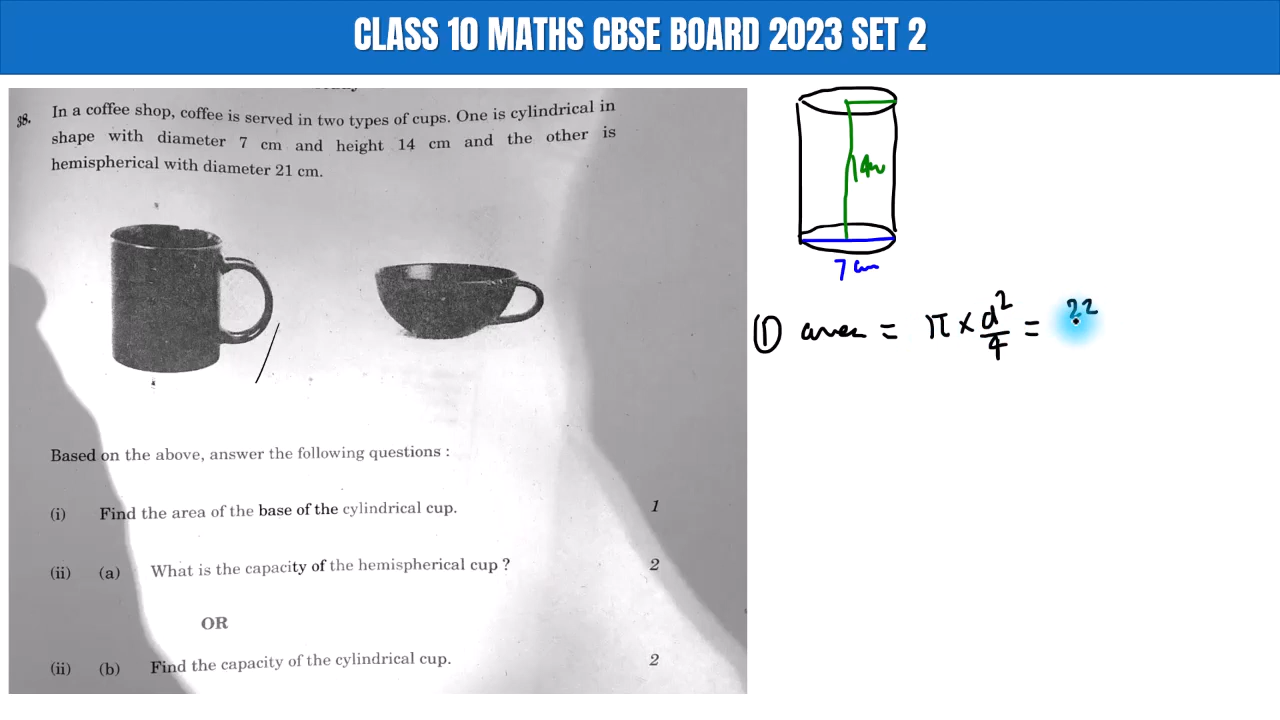 CLASS 10 MATHS CBSE BOARD 2023 SET 2
38. In a coffee shop, coffee is served in two types of cups. One is cylindrical in
shape with diameter 7 cm and height 14 cm and the other is
hemispherical with diameter 21 cm.
Based on the above, answer the following questions :
(i) Find the area of the base of the cylindrical cup. 1
(ii) (a) What is the capacity of the hemispherical cup ? 2
OR
(ii) (b) Find the capacity of the cylindrical cup. 2
14cm
7 cm
① area = π × d²/4 = 22